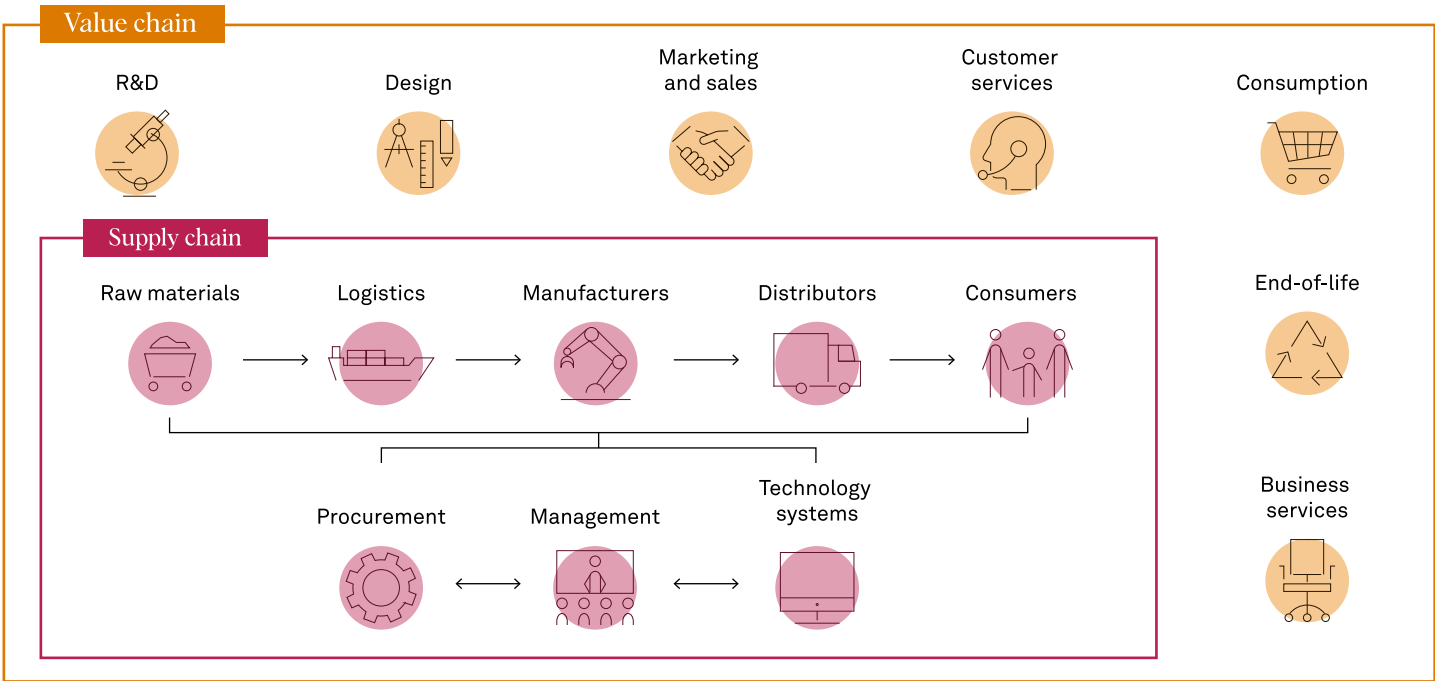 Value chain
R&D
Design
Marketing
and sales
Customer
services
Consumption
Supply chain
Raw materials
Logistics
Manufacturers
Distributors
Consumers
End-of-life
Procurement
Management
Technology
systems
Business
services